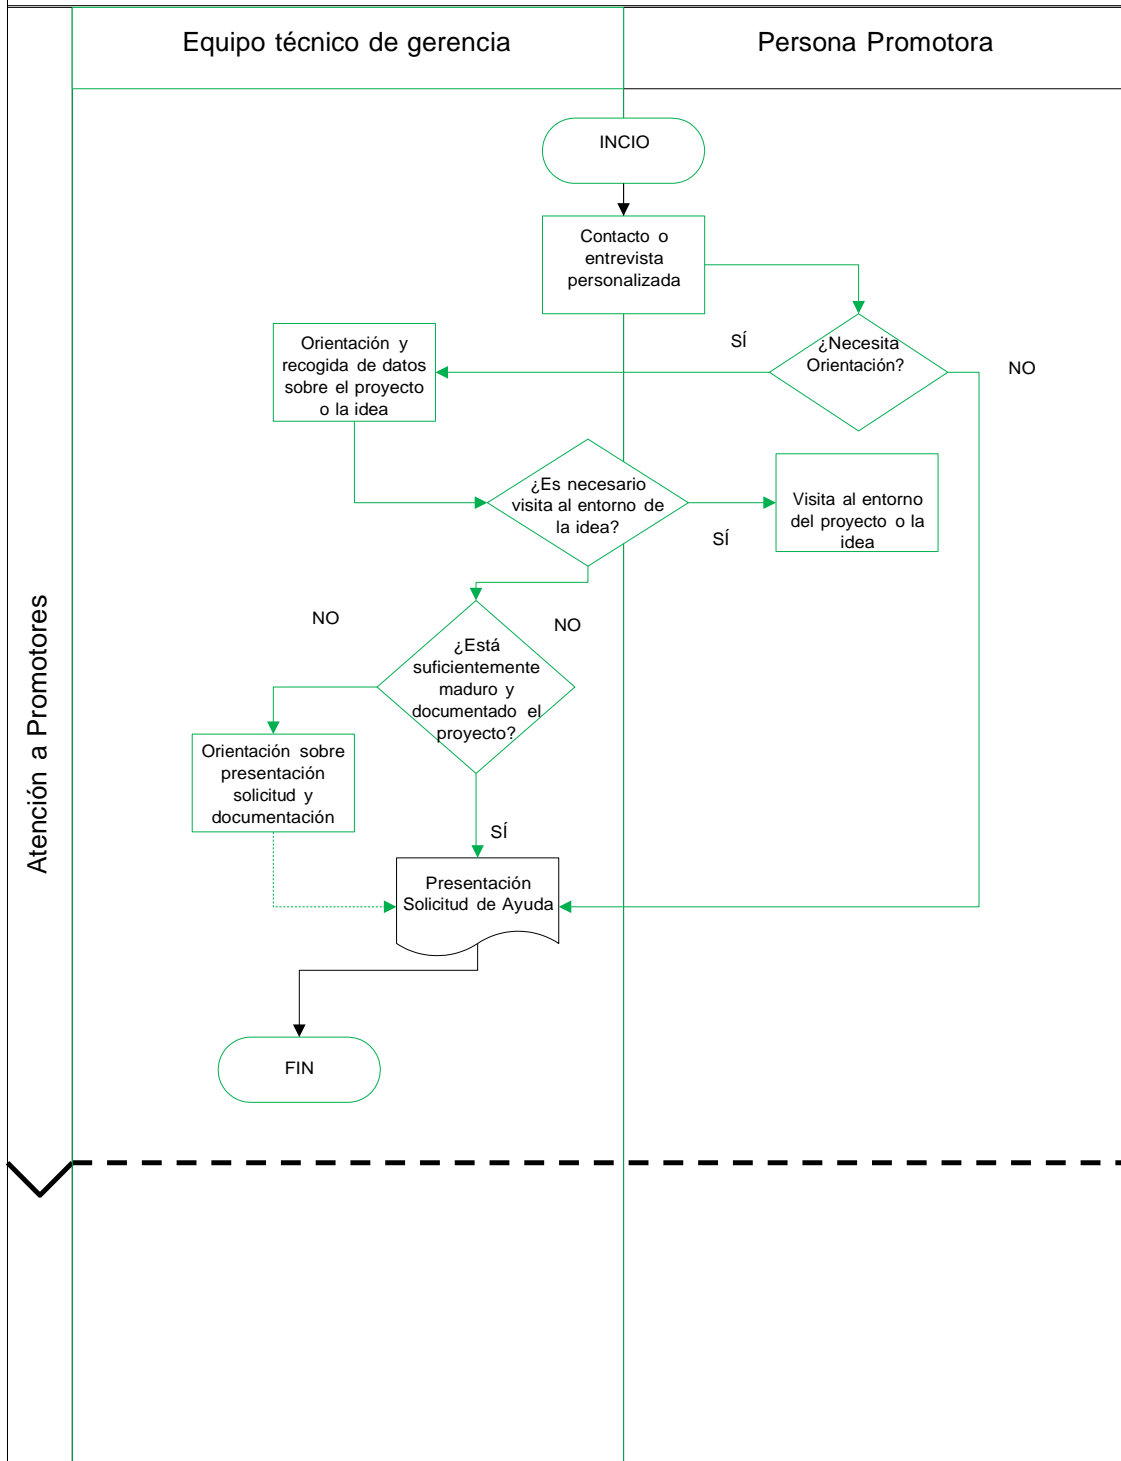 Equipo técnico de gerencia
Persona Promotora
Atención a Promotores
INCIO
Contacto o
entrevista
personalizada
¿Necesita
Orientación?
SÍ
NO
Orientación y
recogida de datos
sobre el proyecto
o la idea
¿Es necesario
visita al entorno de
la idea?
SÍ
Visita al entorno
del proyecto o la
idea
NO
NO
¿Está
suficientemente
maduro y
documentado el
proyecto?
Orientación sobre
presentación
solicitud y
documentación
SÍ
Presentación
Solicitud de Ayuda
FIN